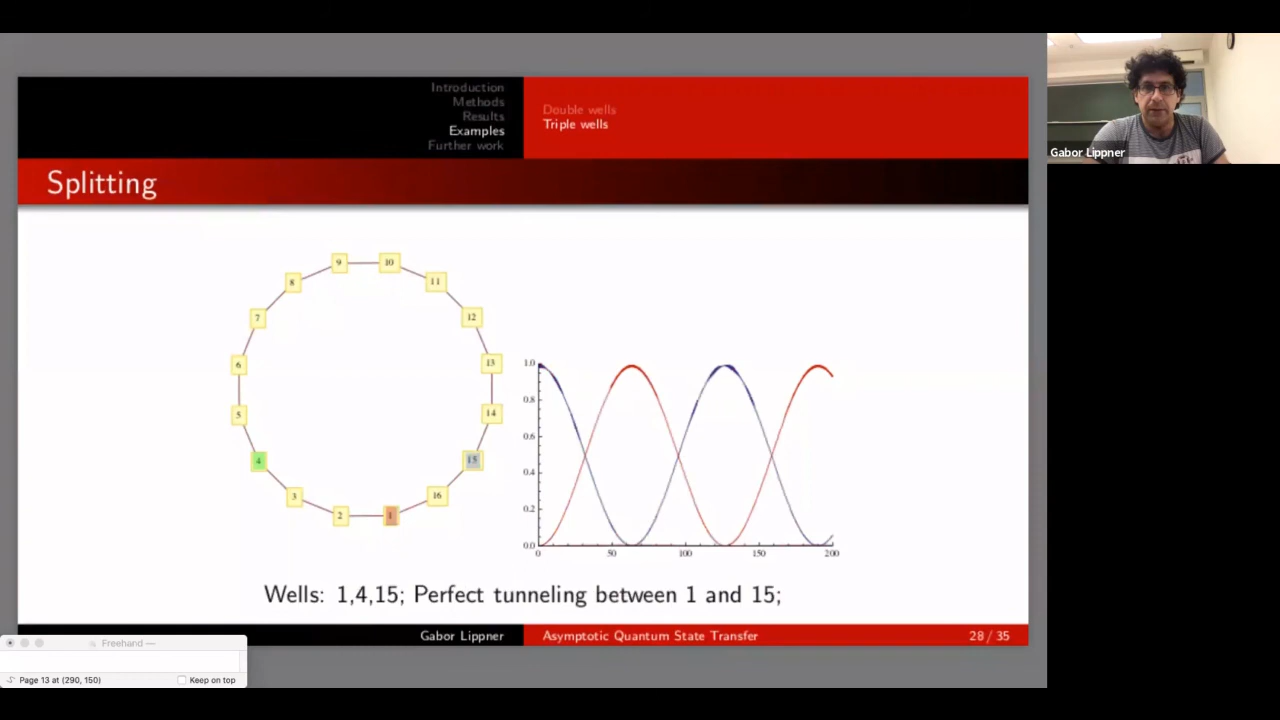 Introduction
Methods
Results
Examples
Further work
Double wells
Triple wells
Gabor Lippner
Splitting
9
10
8
11
7
12
6
13
5
14
4
15
3
16
2
1
1.0
0.8
0.6
0.4
0.2
0.0
0
50
100
150
200
Wells: 1,4,15; Perfect tunneling between 1 and 15;
Gabor Lippner
Asymptotic Quantum State Transfer
28 / 35
Freehand —
Page 13 at (290, 150)
Keep on top